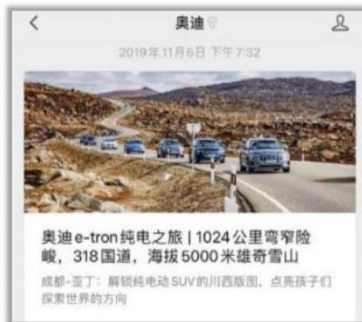 奥迪
2019年11月6日 下午7:32
奥迪e-tron纯电之旅 | 1024公里弯窄险
峻，318国道，海拔5000米雄奇雪山
成都-亚丁：解锁纯电动SUV的川西版图，点亮孩子们
探索世界的方向